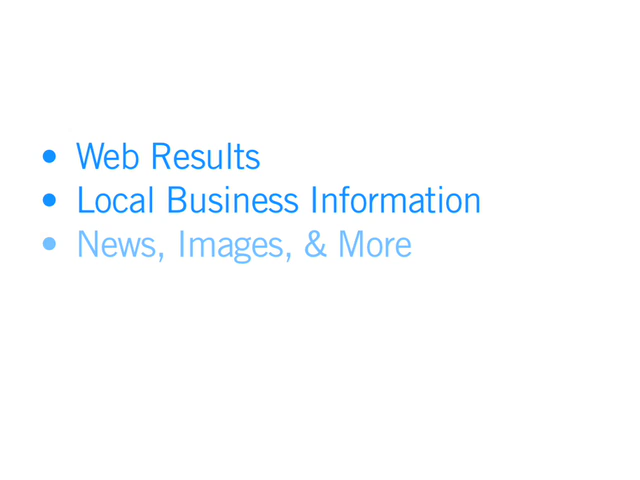 • Web Results
• Local Business Information
• News, Images, & More